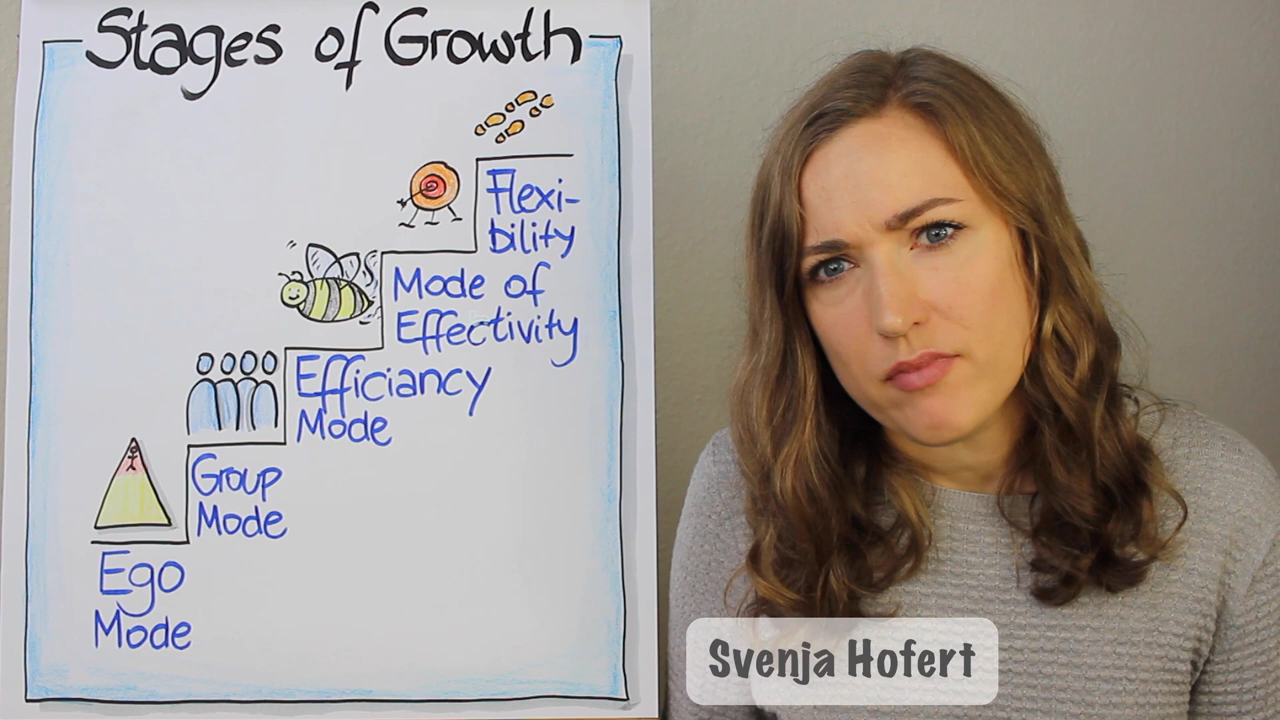 Stages of Growth
Flexi-
bility
Mode of
Effectivity
Efficiancy
Mode
Group
Mode
Ego
Mode
Svenja Hofert